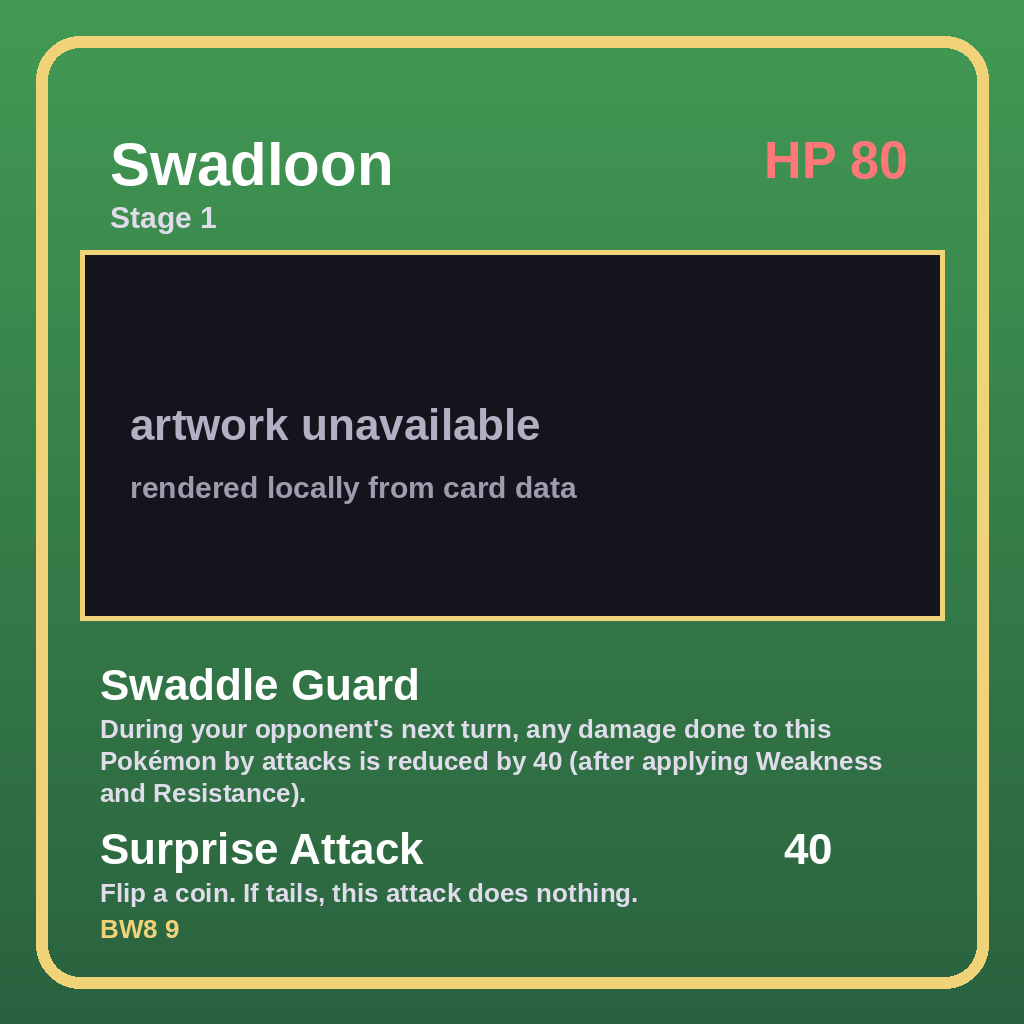 Swadloon
HP 80
Stage 1
artwork unavailable
rendered locally from card data
Swaddle Guard
During your opponent's next turn, any damage done to this
Pokémon by attacks is reduced by 40 (after applying Weakness
and Resistance).
Surprise Attack 40
Flip a coin. If tails, this attack does nothing.
BW8 9